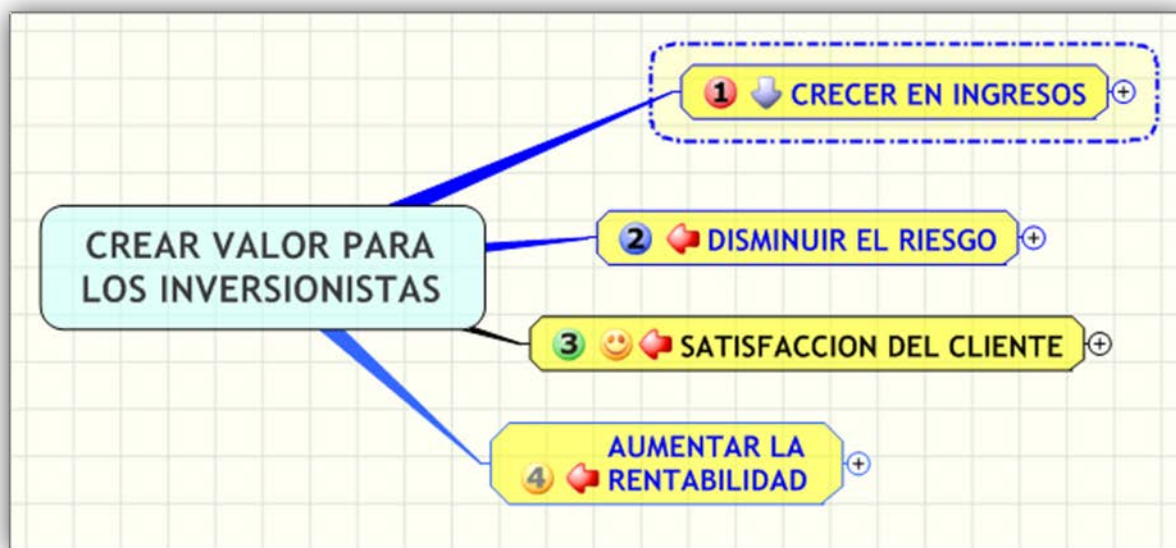 1 CRECER EN INGRESOS
CREAR VALOR PARA
LOS INVERSIONISTAS
2 DISMINUIR EL RIESGO
3 SATISFACCION DEL CLIENTE
AUMENTAR LA
4 RENTABILIDAD